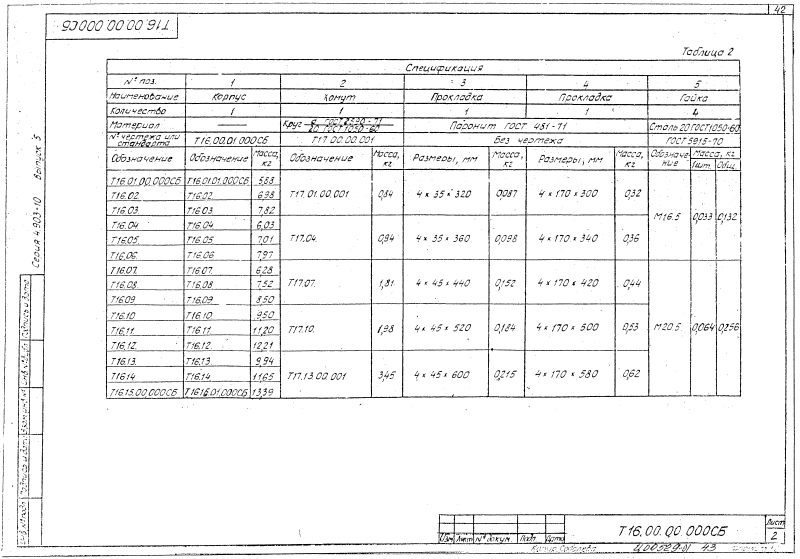 42
Т16.00.00.000СБ
Таблица 2
Спецификация
№ поз. 1 2 3 4 5
Наименование Корпус Хомут Прокладка Прокладка Гайка
Количество 1 1 1 1 4
Материал — Круг 20 ГОСТ 1050-60 Паронит ГОСТ 481-71 Сталь 20 ГОСТ 1050-60
№ чертежа или стандарта Т16.00.01.000СБ Т17.00.00.001 Без чертежа ГОСТ 5915-70
Обозначение Обозначение Масса, кг Обозначение Масса, кг Размеры, мм Масса, кг Размеры, мм Масса, кг Обозначение Масса, кг 1шт. Общ.
Т16.01.00.000СБ Т16.01.01.000СБ 5,83
Т16.02. Т16.02. 6,98 Т17.01.00.001 0,84 4 × 35 × 320 0,087 4 × 170 × 300 0,32
Т16.03. Т16.03. 7,82 М16.5 0,033 0,132
Т16.04 Т16.04 6,03
Т16.05. Т16.05. 7,01 Т17.04. 0,94 4 × 35 × 360 0,098 4 × 170 × 340 0,36
Т16.06. Т16.06. 7,97
Т16.07. Т16.07. 6,28
Т16.08. Т16.08. 7,52 Т17.07. 1,81 4 × 45 × 440 0,152 4 × 170 × 420 0,44
Т16.09. Т16.09 8,50
Т16.10 Т16.10. 9,50
Т16.11. Т16.11. 11,20 Т17.10. 1,98 4 × 45 × 520 0,184 4 × 170 × 500 0,53 М20.5. 0,064 0,256
Т16.12. Т16.12. 12,21
Т16.13. Т16.13. 9,94
Т16.14 Т16.14 11,65 Т17.13.00.001 3,45 4 × 45 × 600 0,215 4 × 170 × 580 0,62
Т16.15.00.000СБ Т16.15.01.000СБ 13,39
Серия 4.903-10 Выпуск 5
Подпись и дата
Инв.№ дубл.
Взам.инв.№
Подпись и дата
Инв.№ подл.
Изм. Лист № докум. Подп. Дата
Т16.00.00.000СБ
Лист
2
Копир.
Ц00529-01 43